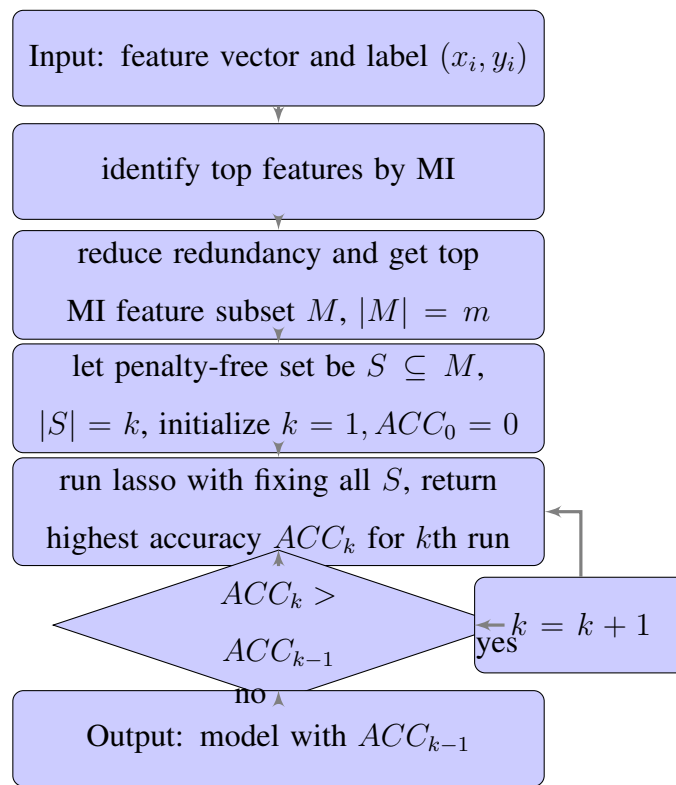 Input: feature vector and label $(x_i, y_i)$
identify top features by MI
reduce redundancy and get top
MI feature subset $M$, $|M| = m$
let penalty-free set be $S \subseteq M$,
$|S| = k$, initialize $k = 1, ACC_0 = 0$
run lasso with fixing all $S$, return
highest accuracy $ACC_k$ for $k$th run
$ACC_k >$
$ACC_{k-1}$
yes
$k = k + 1$
no
Output: model with $ACC_{k-1}$